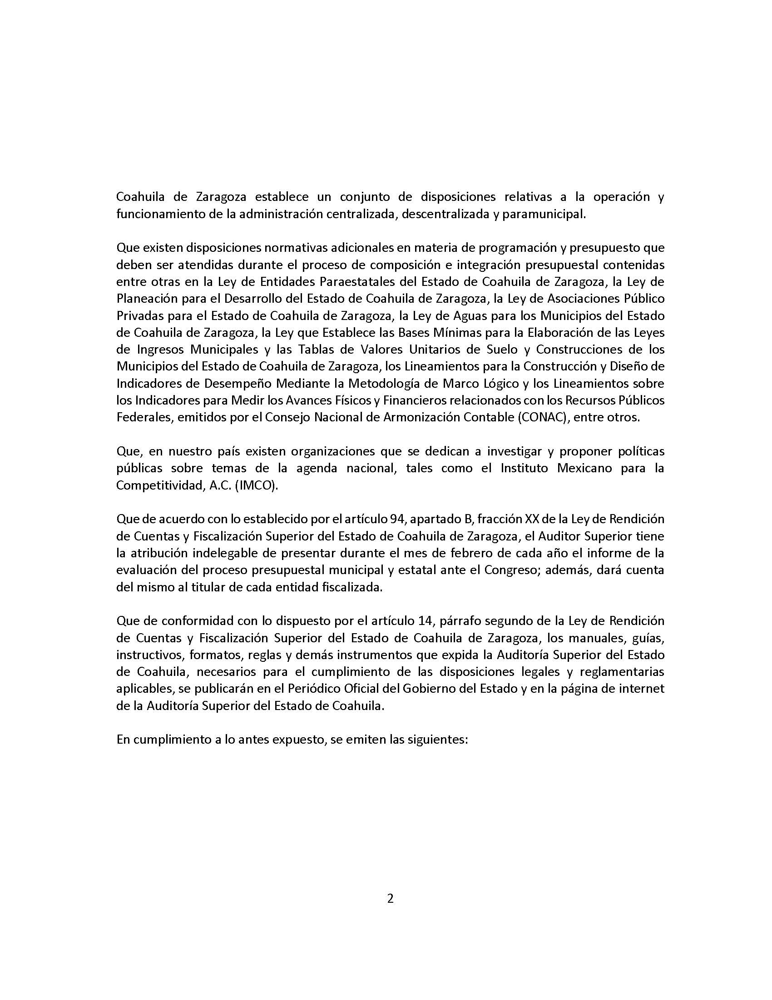 Coahuila de Zaragoza establece un conjunto de disposiciones relativas a la operación y
funcionamiento de la administración centralizada, descentralizada y paramunicipal.
Que existen disposiciones normativas adicionales en materia de programación y presupuesto que
deben ser atendidas durante el proceso de composición e integración presupuestal contenidas
entre otras en la Ley de Entidades Paraestatales del Estado de Coahuila de Zaragoza, la Ley de
Planeación para el Desarrollo del Estado de Coahuila de Zaragoza, la Ley de Asociaciones Público
Privadas para el Estado de Coahuila de Zaragoza, la Ley de Aguas para los Municipios del Estado
de Coahuila de Zaragoza, la Ley que Establece las Bases Mínimas para la Elaboración de las Leyes
de Ingresos Municipales y las Tablas de Valores Unitarios de Suelo y Construcciones de los
Municipios del Estado de Coahuila de Zaragoza, los Lineamientos para la Construcción y Diseño de
Indicadores de Desempeño Mediante la Metodología de Marco Lógico y los Lineamientos sobre
los Indicadores para Medir los Avances Físicos y Financieros relacionados con los Recursos Públicos
Federales, emitidos por el Consejo Nacional de Armonización Contable (CONAC), entre otros.
Que, en nuestro país existen organizaciones que se dedican a investigar y proponer políticas
públicas sobre temas de la agenda nacional, tales como el Instituto Mexicano para la
Competitividad, A.C. (IMCO).
Que de acuerdo con lo establecido por el artículo 94, apartado B, fracción XX de la Ley de Rendición
de Cuentas y Fiscalización Superior del Estado de Coahuila de Zaragoza, el Auditor Superior tiene
la atribución indelegable de presentar durante el mes de febrero de cada año el informe de la
evaluación del proceso presupuestal municipal y estatal ante el Congreso; además, dará cuenta
del mismo al titular de cada entidad fiscalizada.
Que de conformidad con lo dispuesto por el artículo 14, párrafo segundo de la Ley de Rendición
de Cuentas y Fiscalización Superior del Estado de Coahuila de Zaragoza, los manuales, guías,
instructivos, formatos, reglas y demás instrumentos que expida la Auditoría Superior del Estado
de Coahuila, necesarios para el cumplimiento de las disposiciones legales y reglamentarias
aplicables, se publicarán en el Periódico Oficial del Gobierno del Estado y en la página de internet
de la Auditoría Superior del Estado de Coahuila.
En cumplimiento a lo antes expuesto, se emiten las siguientes:
2